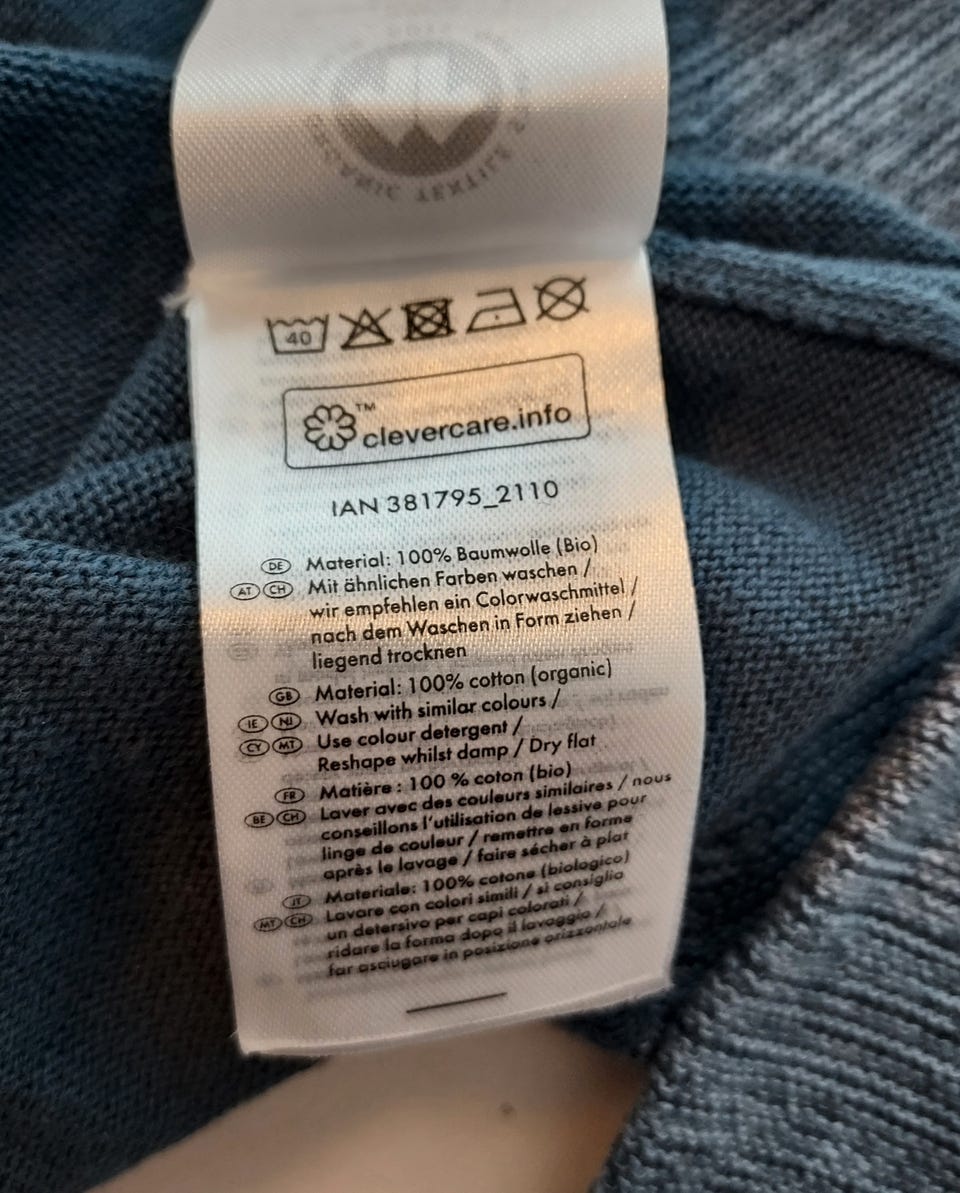 ORGANIC TEXTILE S
40
™
clevercare.info
IAN 381795_2110
DE Material: 100% Baumwolle (Bio)
AT CH Mit ähnlichen Farben waschen /
wir empfehlen ein Colorwaschmittel /
nach dem Waschen in Form ziehen /
liegend trocknen
GB Material: 100% cotton (organic)
IE NI Wash with similar colours /
CY MT Use colour detergent /
Reshape whilst damp / Dry flat
FR Matière : 100 % coton (bio)
BE CH Laver avec des couleurs similaires / nous
conseillons l'utilisation de lessive pour
linge de couleur / remettre en forme
après le lavage / faire sécher à plat
IT Materiale: 100% cotone (biologico)
MT CH Lavare con colori simili / si consiglia
un detersivo per capi colorati /
ridare la forma dopo il lavaggio /
far asciugare in posizione orizzontale